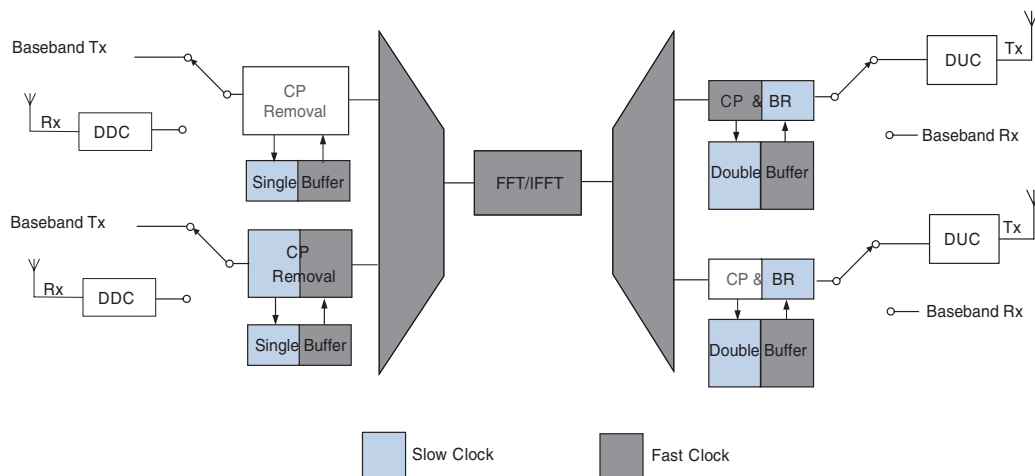 Baseband Tx
Rx
DDC
CP
Removal
Single Buffer
Baseband Tx
Rx
DDC
CP
Removal
Single Buffer
FFT/IFFT
CP & BR
Double Buffer
DUC
Tx
Baseband Rx
CP & BR
Double Buffer
DUC
Tx
Baseband Rx
Slow Clock
Fast Clock